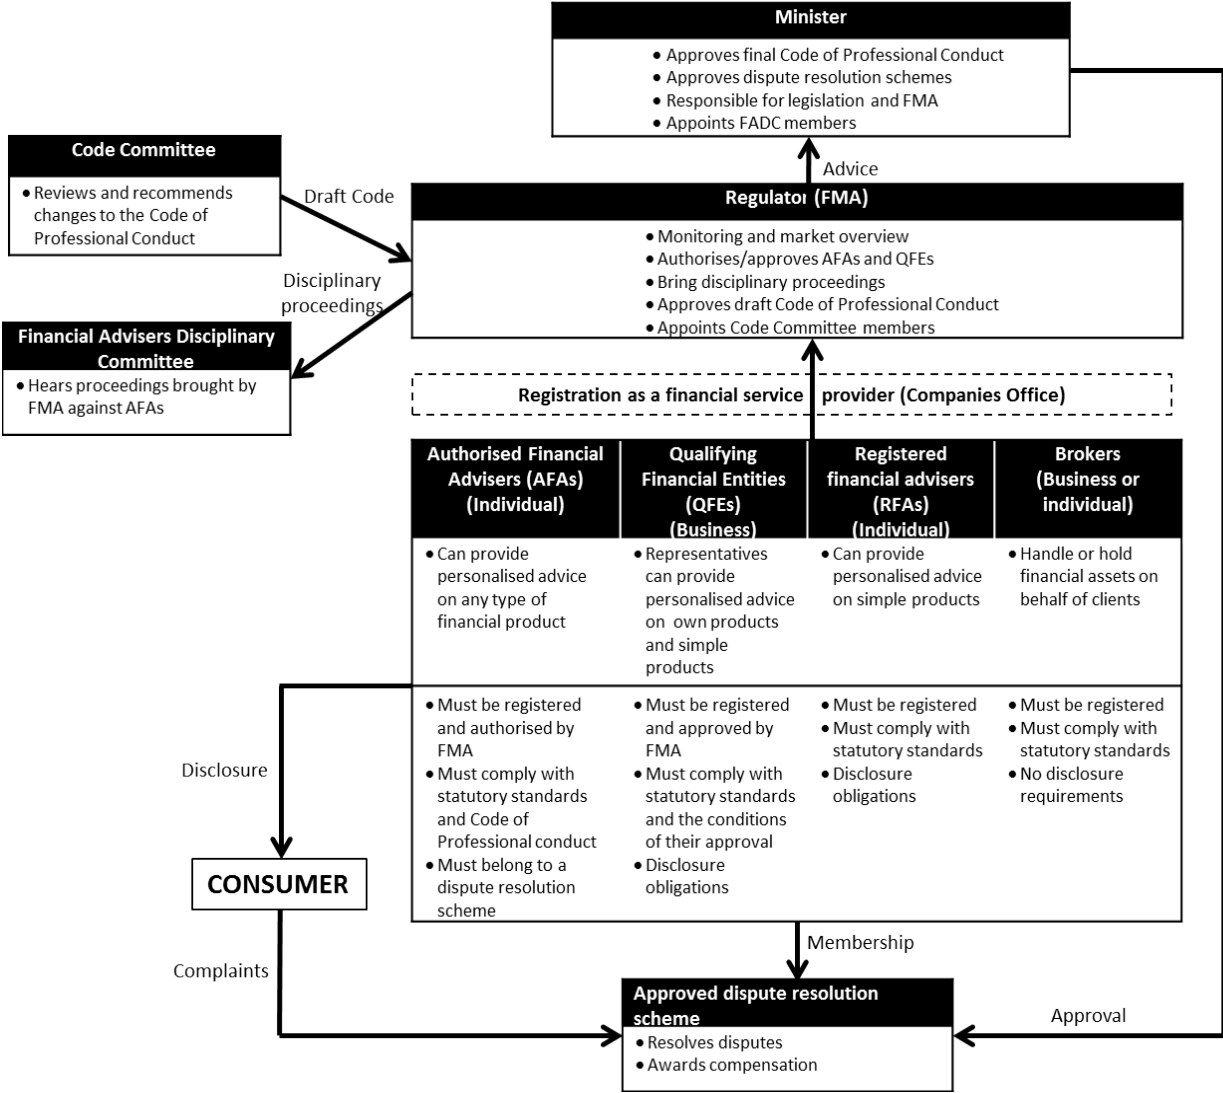 Minister
• Approves final Code of Professional Conduct
• Approves dispute resolution schemes
• Responsible for legislation and FMA
• Appoints FADC members
Code Committee
• Reviews and recommends
changes to the Code of
Professional Conduct
Draft Code
Advice
Regulator (FMA)
• Monitoring and market overview
• Authorises/approves AFAs and QFEs
• Bring disciplinary proceedings
• Approves draft Code of Professional Conduct
• Appoints Code Committee members
Disciplinary
proceedings
Financial Advisers Disciplinary
Committee
• Hears proceedings brought by
FMA against AFAs
Registration as a financial service provider (Companies Office)
Authorised Financial
Advisers (AFAs)
(Individual)
Qualifying
Financial Entities
(QFEs)
(Business)
Registered
financial advisers
(RFAs)
(Individual)
Brokers
(Business or
individual)
• Can provide
personalised advice
on any type of
financial product
• Representatives
can provide
personalised advice
on own products
and simple
products
• Can provide
personalised advice
on simple products
• Handle or hold
financial assets on
behalf of clients
• Must be registered
and authorised by
FMA
• Must comply with
statutory standards
and Code of
Professional conduct
• Must belong to a
dispute resolution
scheme
• Must be registered
and approved by
FMA
• Must comply with
statutory standards
and the conditions
of their approval
• Disclosure
obligations
• Must be registered
• Must comply with
statutory standards
• Disclosure
obligations
• Must be registered
• Must comply with
statutory standards
• No disclosure
requirements
Disclosure
CONSUMER
Complaints
Membership
Approved dispute resolution
scheme
• Resolves disputes
• Awards compensation
Approval